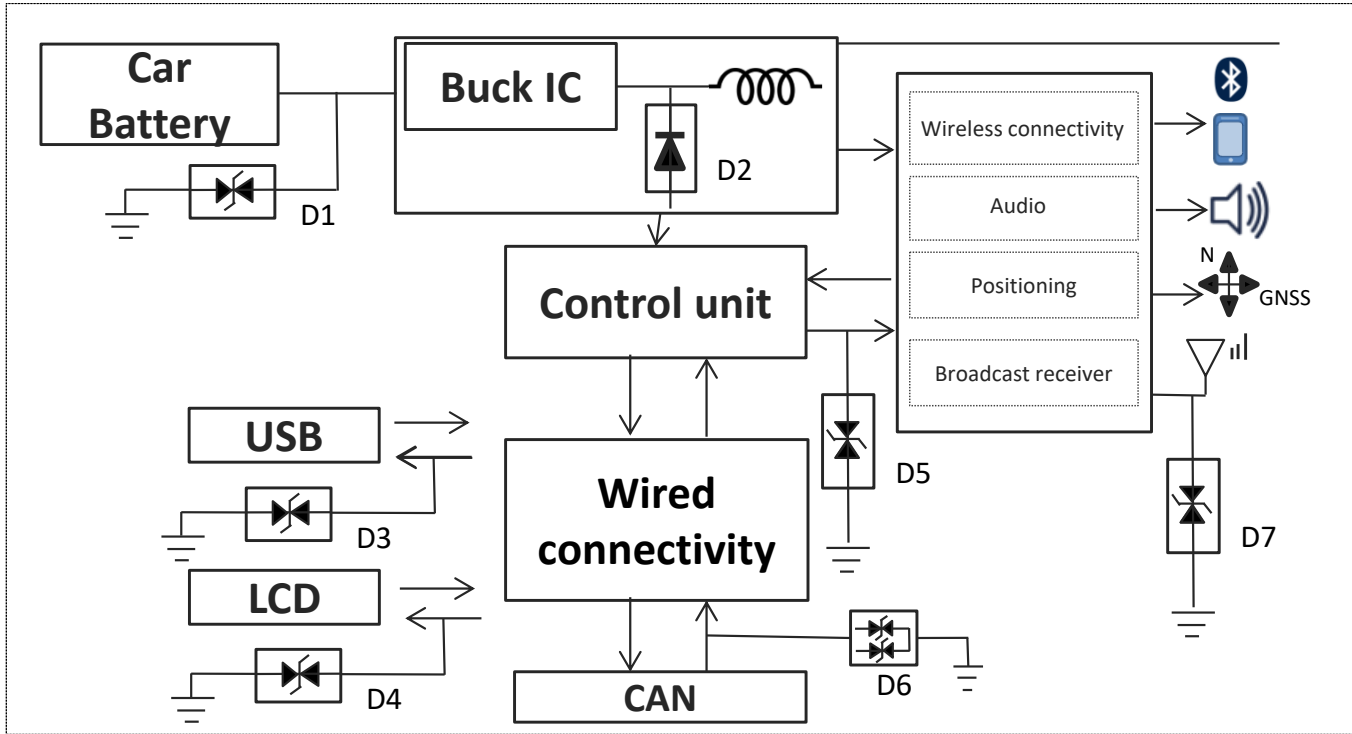 Car
Battery
Buck IC
D1
D2
Wireless connectivity
Audio
Positioning
Broadcast receiver
N
GNSS
Control unit
USB
D3
Wired
connectivity
D5
D7
LCD
D4
CAN
D6